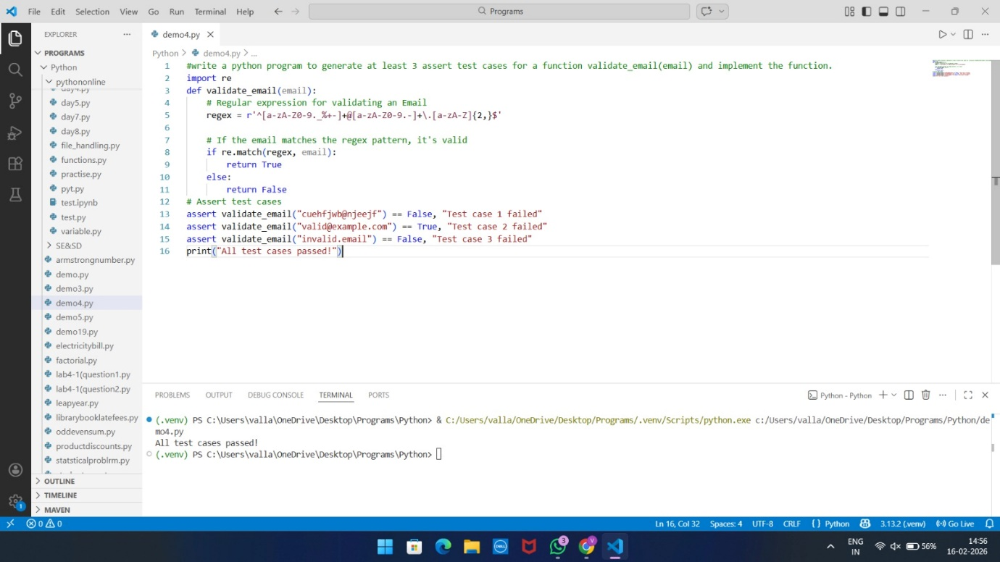 File Edit Selection View Go Run Terminal Help
Programs
EXPLORER
PROGRAMS
Python
pythononline
day4.py
day5.py
day7.py
day8.py
file_handling.py
functions.py
practise.py
pyt.py
test.ipynb
test.py
variable.py
SE&SD
armstrongnumber.py
demo.py
demo3.py
demo4.py
demo5.py
demo19.py
electricitybill.py
factorial.py
lab4-1(question1.py
lab4-1(question2.py
leapyear.py
librarybooklatefees.py
oddevensum.py
productdiscounts.py
statsticalproblrm.py
OUTLINE
TIMELINE
MAVEN
demo4.py
Python > demo4.py > ...
1 #write a python program to generate at least 3 assert test cases for a function validate_email(email) and implement the function.
2 import re
3 def validate_email(email):
4     # Regular expression for validating an Email
5     regex = r'^[a-zA-Z0-9._%+-]+@[a-zA-Z0-9.-]+\.[a-zA-Z]{2,}$'
6
7     # If the email matches the regex pattern, it's valid
8     if re.match(regex, email):
9         return True
10     else:
11         return False
12 # Assert test cases
13 assert validate_email("cuehfjwb@njeejf") == False, "Test case 1 failed"
14 assert validate_email("valid@example.com") == True, "Test case 2 failed"
15 assert validate_email("invalid.email") == False, "Test case 3 failed"
16 print("All test cases passed!")
PROBLEMS OUTPUT DEBUG CONSOLE TERMINAL PORTS
Python - Python
(.venv) PS C:\Users\valla\OneDrive\Desktop\Programs\Python> & C:/Users/valla/OneDrive/Desktop/Programs/.venv/Scripts/python.exe c:/Users/valla/OneDrive/Desktop/Programs/Python/de
mo4.py
All test cases passed!
(.venv) PS C:\Users\valla\OneDrive\Desktop\Programs\Python>
1
0 0
Ln 16, Col 32 Spaces: 4 UTF-8 CRLF {} Python 3.13.2 (.venv) Go Live
DELL
3
V
ENG
IN
56%
14:56
16-02-2026